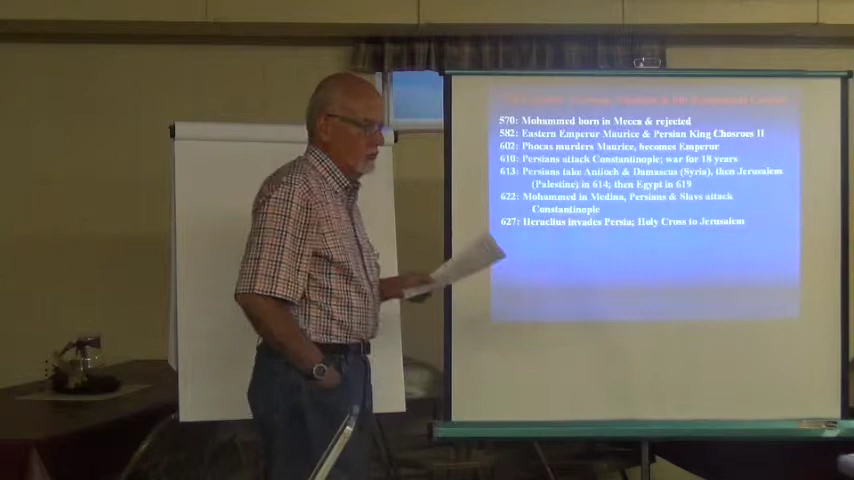 570: Mohammed born in Mecca & rejected
582: Eastern Emperor Maurice & Persian King Chosroes II
602: Phocas murders Maurice, becomes Emperor
610: Persians attack Constantinople; war for 18 years
613: Persians take Antioch & Damascus (Syria), then Jerusalem
(Palestine) in 614; then Egypt in 619
622: Mohammed in Medina, Persians & Slavs attack
Constantinople
627: Heraclius invades Persia; Holy Cross to Jerusalem